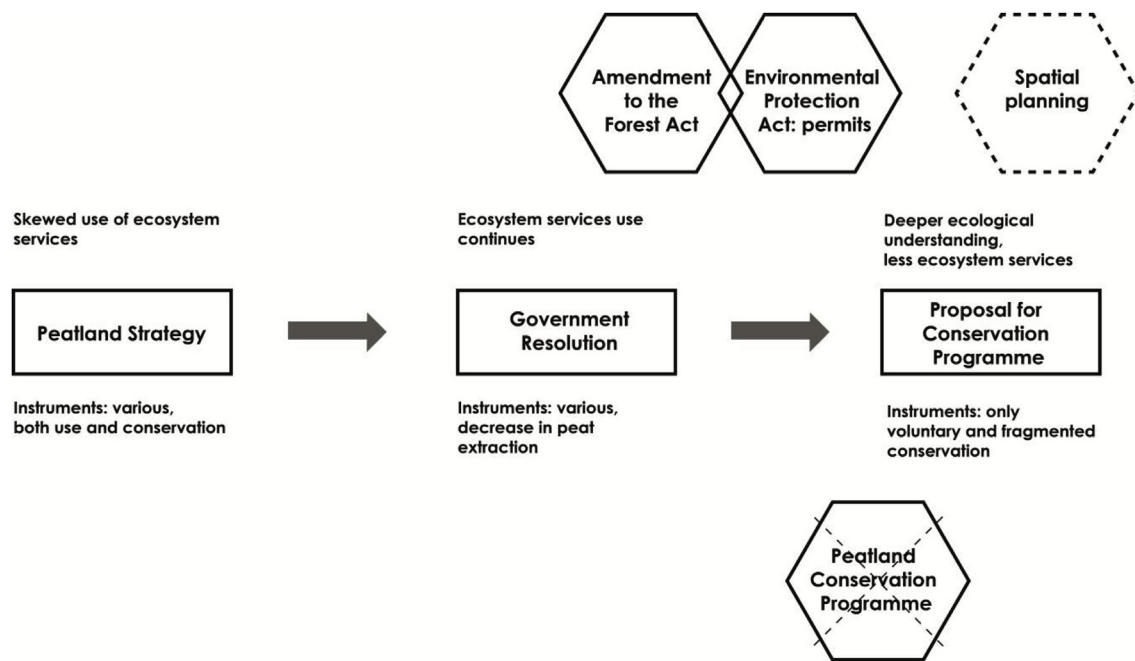 Amendment
to the
Forest Act
Environmental
Protection
Act: permits
Spatial
planning
Skewed use of ecosystem
services
Ecosystem services use
continues
Deeper ecological
understanding,
less ecosystem services
Peatland Strategy
Government
Resolution
Proposal for
Conservation
Programme
Instruments: various,
both use and conservation
Instruments: various,
decrease in peat
extraction
Instruments: only
voluntary and fragmented
conservation
Peatland
Conservation
Programme